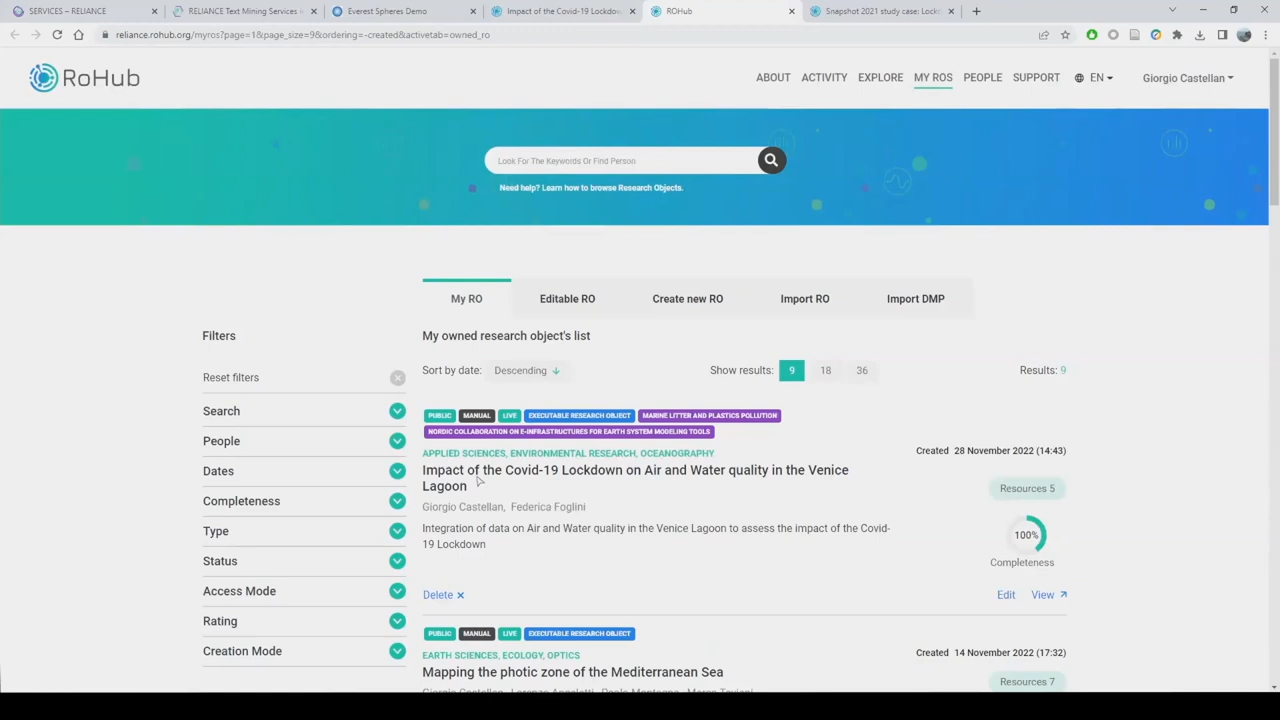 SERVICES – RELIANCE
RELIANCE Text Mining Services
Everest Spheres Demo
Impact of the Covid-19 Lockdow
ROHub
Snapshot 2021 study case: Lock
reliance.rohub.org/myros?page=1&page_size=9&ordering=-created&activetab=owned_ro
RoHub
ABOUT ACTIVITY EXPLORE MY ROS PEOPLE SUPPORT EN Giorgio Castellan
Look For The Keywords Or Find Person
Need help? Learn how to browse Research Objects.
My RO Editable RO Create new RO Import RO Import DMP
Filters
My owned research object's list
Reset filters
Sort by date: Descending Show results: 9 18 36 Results: 9
Search
People
Dates
Completeness
Type
Status
Access Mode
Rating
Creation Mode
PUBLIC MANUAL LIVE EXECUTABLE RESEARCH OBJECT MARINE LITTER AND PLASTICS POLLUTION
NORDIC COLLABORATION ON E-INFRASTRUCTURES FOR EARTH SYSTEM MODELING TOOLS
APPLIED SCIENCES, ENVIRONMENTAL RESEARCH, OCEANOGRAPHY
Created 28 November 2022 (14:43)
Impact of the Covid-19 Lockdown on Air and Water quality in the Venice
Lagoon
Resources 5
Giorgio Castellan, Federica Foglini
Integration of data on Air and Water quality in the Venice Lagoon to assess the impact of the Covid-
19 Lockdown
100%
Completeness
Delete Edit View
PUBLIC MANUAL LIVE EXECUTABLE RESEARCH OBJECT
EARTH SCIENCES, ECOLOGY, OPTICS
Created 14 November 2022 (17:32)
Mapping the photic zone of the Mediterranean Sea
Resources 7
Giorgio Castellan, Lorenzo Angeletti, Paolo Montagna, Marco Taviani